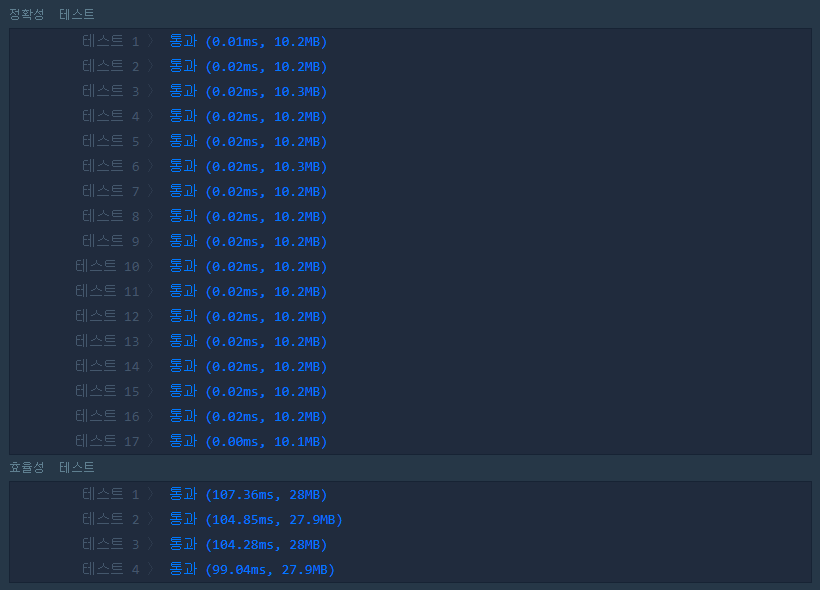 정확성 테스트
테스트 1 〉 통과 (0.01ms, 10.2MB)
테스트 2 〉 통과 (0.02ms, 10.2MB)
테스트 3 〉 통과 (0.02ms, 10.3MB)
테스트 4 〉 통과 (0.02ms, 10.2MB)
테스트 5 〉 통과 (0.02ms, 10.2MB)
테스트 6 〉 통과 (0.02ms, 10.3MB)
테스트 7 〉 통과 (0.02ms, 10.2MB)
테스트 8 〉 통과 (0.02ms, 10.2MB)
테스트 9 〉 통과 (0.02ms, 10.2MB)
테스트 10 〉 통과 (0.02ms, 10.2MB)
테스트 11 〉 통과 (0.02ms, 10.2MB)
테스트 12 〉 통과 (0.02ms, 10.2MB)
테스트 13 〉 통과 (0.02ms, 10.2MB)
테스트 14 〉 통과 (0.02ms, 10.2MB)
테스트 15 〉 통과 (0.02ms, 10.2MB)
테스트 16 〉 통과 (0.02ms, 10.2MB)
테스트 17 〉 통과 (0.00ms, 10.1MB)
효율성 테스트
테스트 1 〉 통과 (107.36ms, 28MB)
테스트 2 〉 통과 (104.85ms, 27.9MB)
테스트 3 〉 통과 (104.28ms, 28MB)
테스트 4 〉 통과 (99.04ms, 27.9MB)